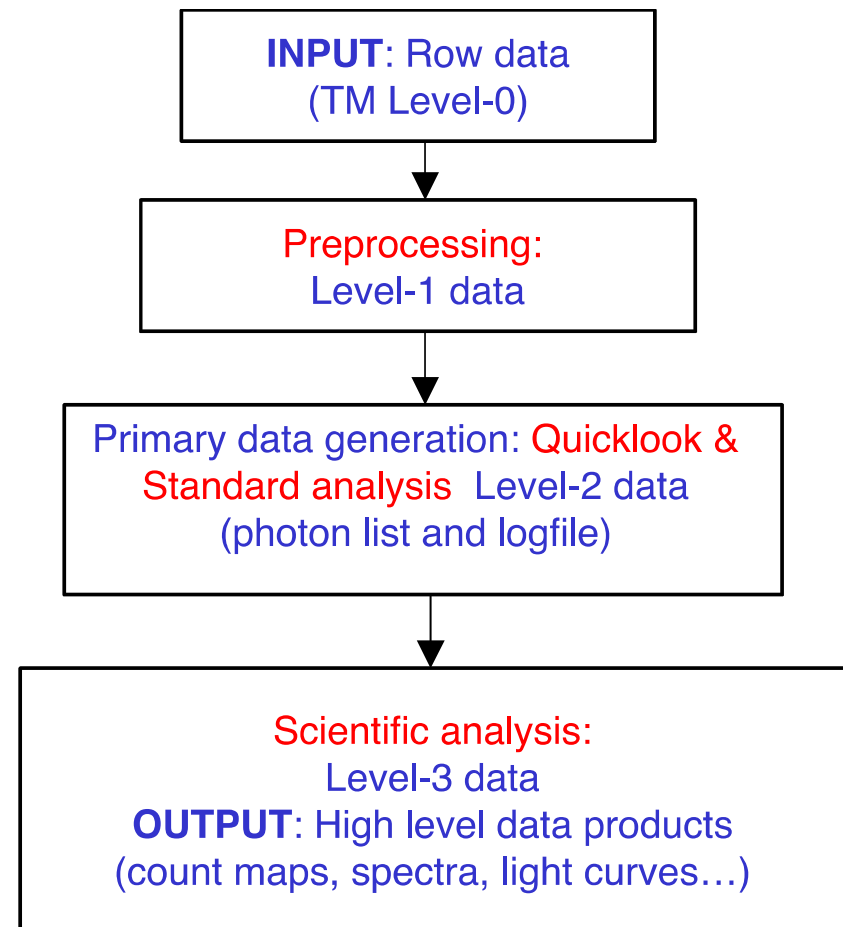 INPUT: Row data
(TM Level-0)
Preprocessing:
Level-1 data
Primary data generation: Quicklook &
Standard analysis Level-2 data
(photon list and logfile)
Scientific analysis:
Level-3 data
OUTPUT: High level data products
(count maps, spectra, light curves…)